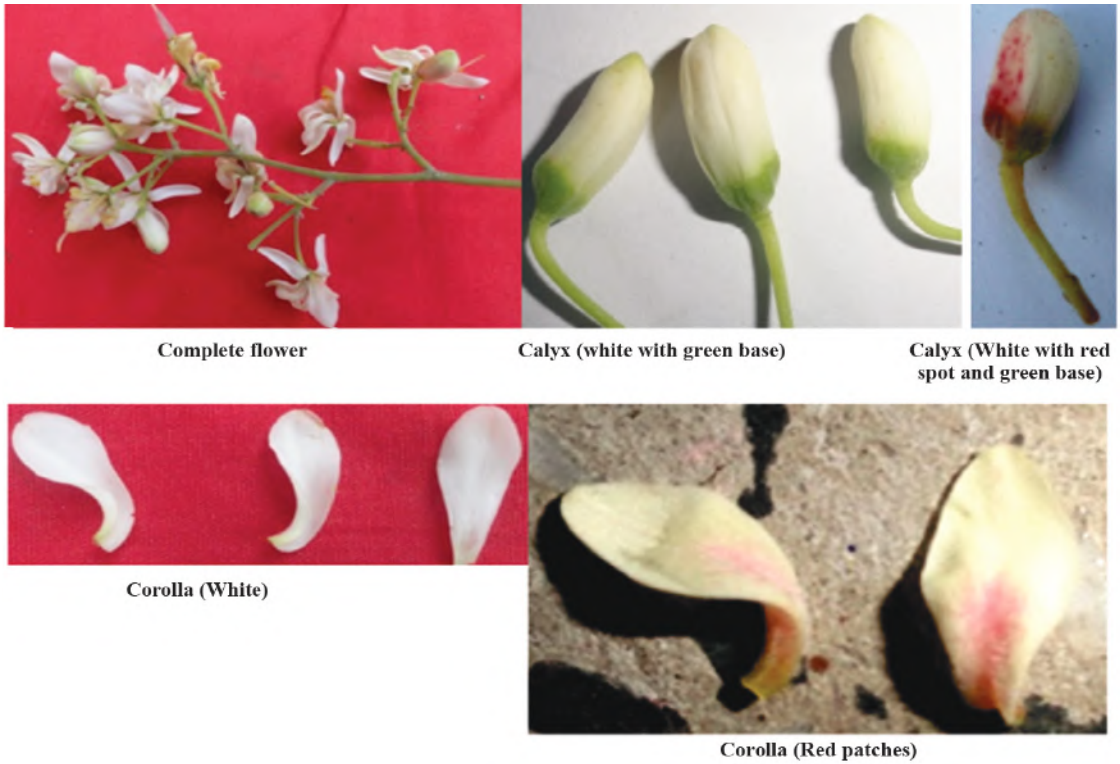 Complete flower
Calyx (white with green base)
Calyx (White with red
spot and green base)
Corolla (White)
Corolla (Red patches)